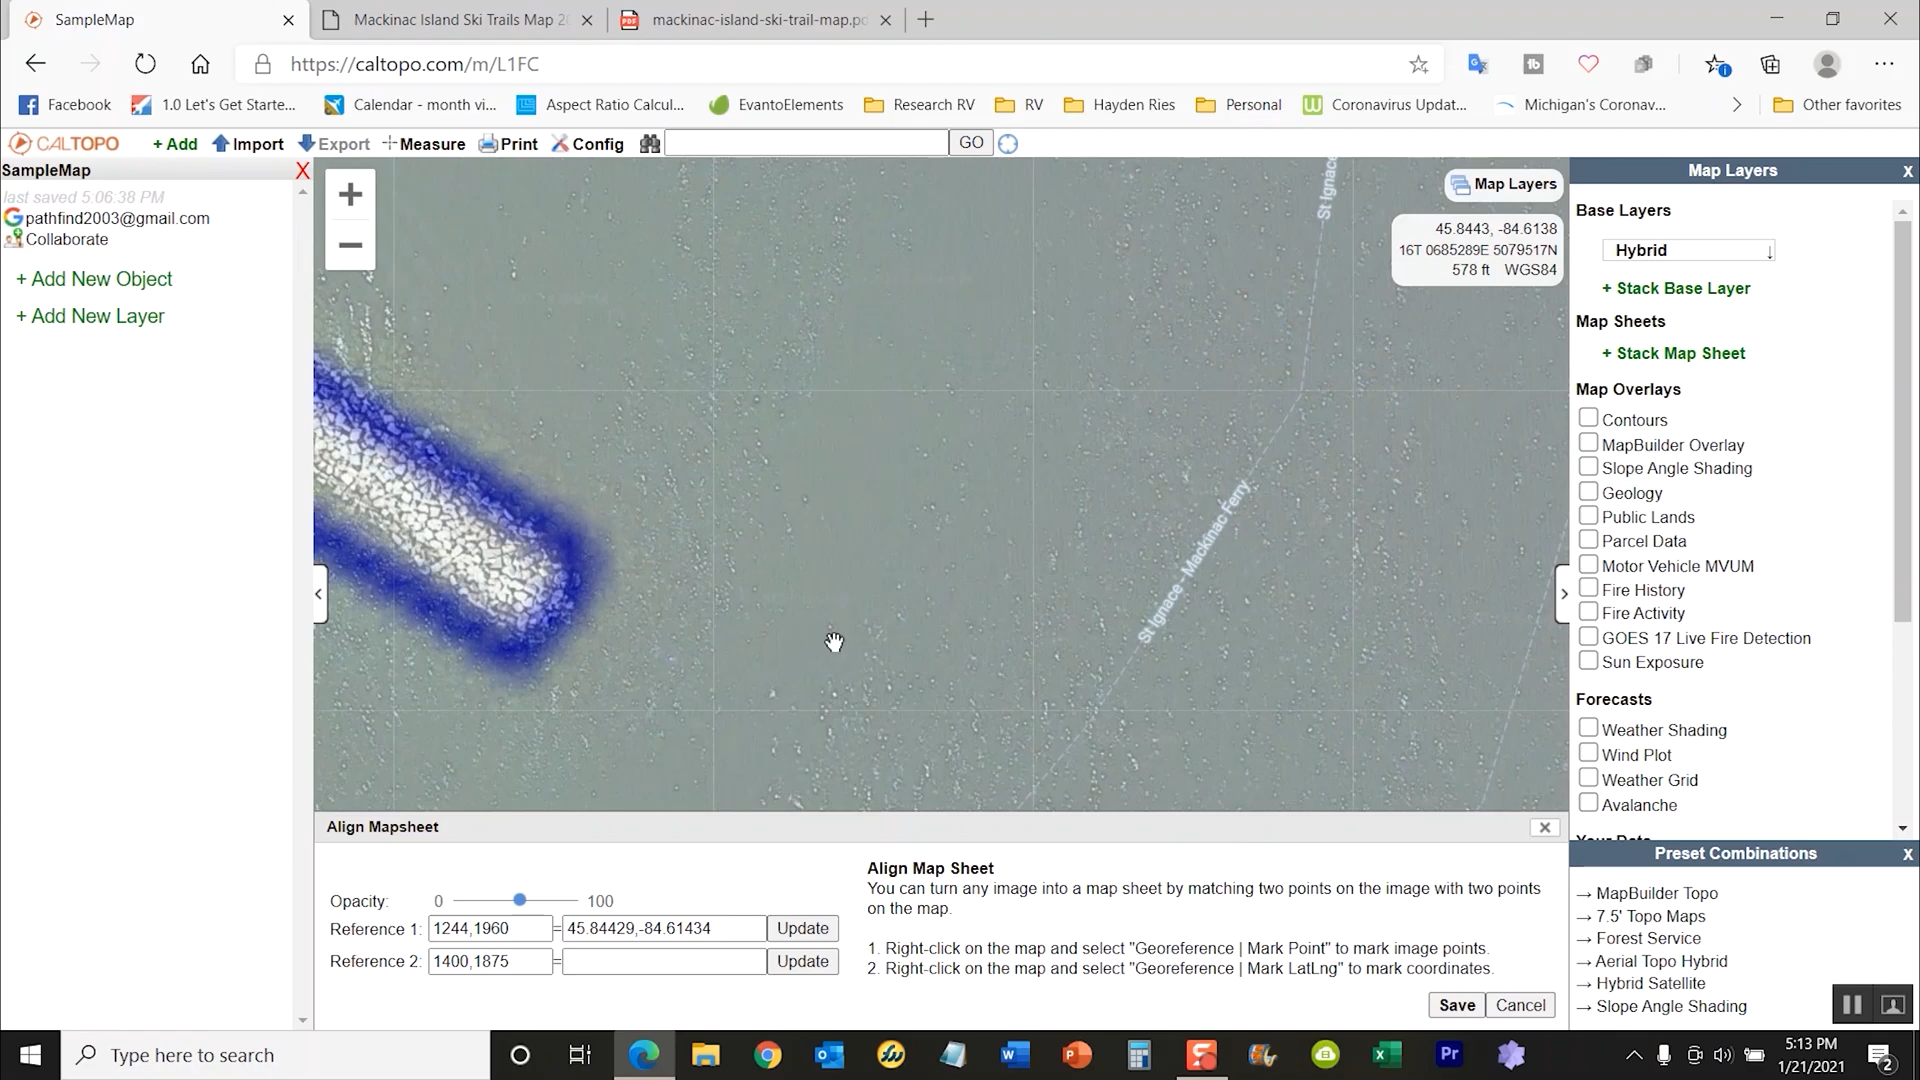 SampleMap
Mackinac Island Ski Trails Map 2
mackinac-island-ski-trail-map.pd
https://caltopo.com/m/L1FC
Facebook
1.0 Let's Get Starte...
Calendar - month vi...
Aspect Ratio Calcul...
EvantoElements
Research RV
RV
Hayden Ries
Personal
Coronavirus Updat...
Michigan's Coronav...
Other favorites
CALTOPO
+ Add
Import
Export
Measure
Print
Config
GO
SampleMap
X
last saved 5:06:38 PM
pathfind2003@gmail.com
Collaborate
+ Add New Object
+ Add New Layer
+
−
St Ignace
St Ignace - Mackinac Ferry
Map Layers
45.8443, -84.6138
16T 0685289E 5079517N
578 ft WGS84
Map Layers
X
Base Layers
Hybrid
+ Stack Base Layer
Map Sheets
+ Stack Map Sheet
Map Overlays
Contours
MapBuilder Overlay
Slope Angle Shading
Geology
Public Lands
Parcel Data
Motor Vehicle MVUM
Fire History
Fire Activity
GOES 17 Live Fire Detection
Sun Exposure
Forecasts
Weather Shading
Wind Plot
Weather Grid
Avalanche
Preset Combinations
X
→ MapBuilder Topo
→ 7.5' Topo Maps
→ Forest Service
→ Aerial Topo Hybrid
→ Hybrid Satellite
→ Slope Angle Shading
Align Mapsheet
Opacity: 0 100
Reference 1: 1244,1960 = 45.84429,-84.61434 Update
Reference 2: 1400,1875 = Update
Align Map Sheet
You can turn any image into a map sheet by matching two points on the image with two points
on the map.
1. Right-click on the map and select "Georeference | Mark Point" to mark image points.
2. Right-click on the map and select "Georeference | Mark LatLng" to mark coordinates.
Save
Cancel
Type here to search
5:13 PM
1/21/2021
2